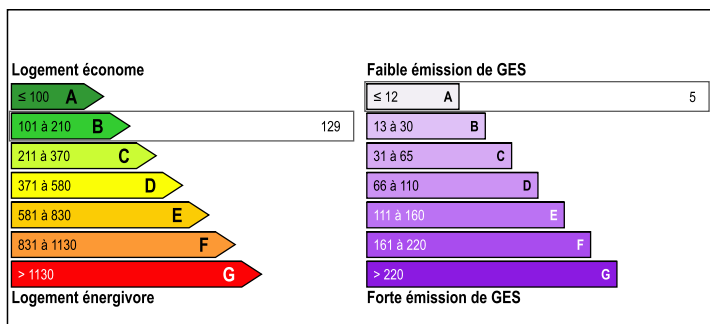 Logement économe
≤ 100 A
101 à 210 B 129
211 à 370 C
371 à 580 D
581 à 830 E
831 à 1130 F
> 1130 G
Logement énergivore
Faible émission de GES
≤ 12 A 5
13 à 30 B
31 à 65 C
66 à 110 D
111 à 160 E
161 à 220 F
> 220 G
Forte émission de GES